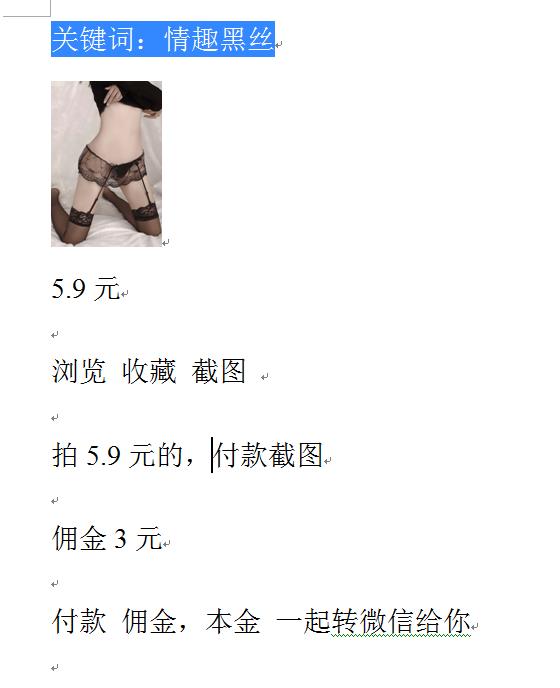 关键词：情趣黑丝
5.9 元
浏览 收藏 截图
拍 5.9 元的，付款截图
佣金 3 元
付款 佣金，本金 一起转微信给你